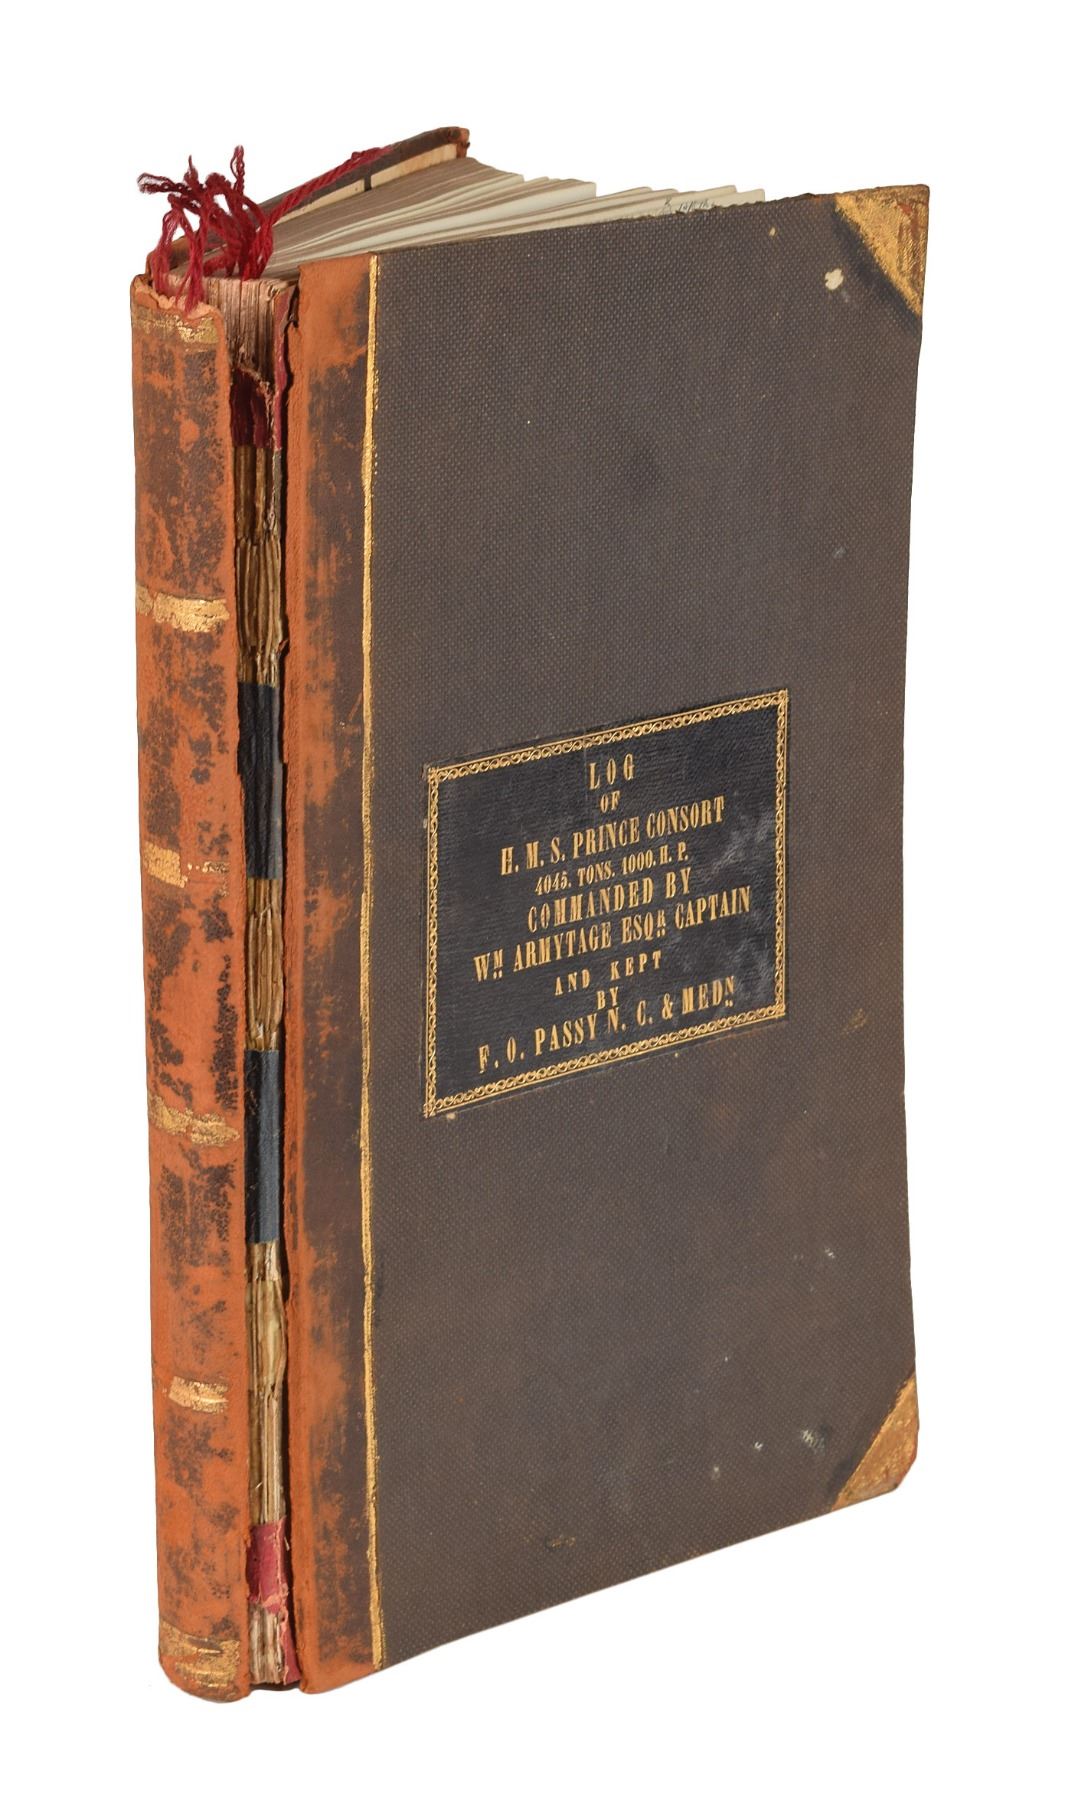 LOG
OF
H. M. S. PRINCE CONSORT
4045. TONS. 1000. H. P.
COMMANDED BY
WM ARMYTAGE ESQR CAPTAIN
AND KEPT
BY
F. O. PASSY N. C. & MEDN